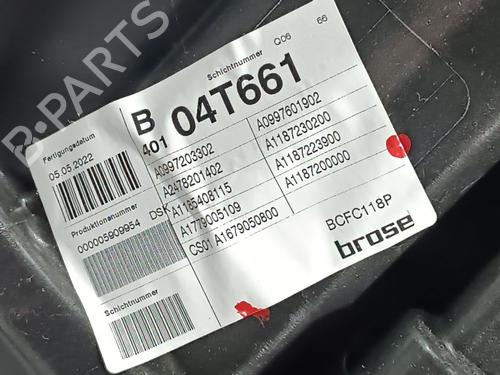 B·PARTS
Schichtnummer
Q06
66
B
401
04T661
Fertigungsdatum
05.05.2022
Produktionsnummer
000005909954
DSK
Schichtnummer
A0997203302
A2478201402
A1185408115
A1779005109
CS01 A1679050800
A0997601902
A1187230200
A1187223900
A1187200000
BCFC118P
brose